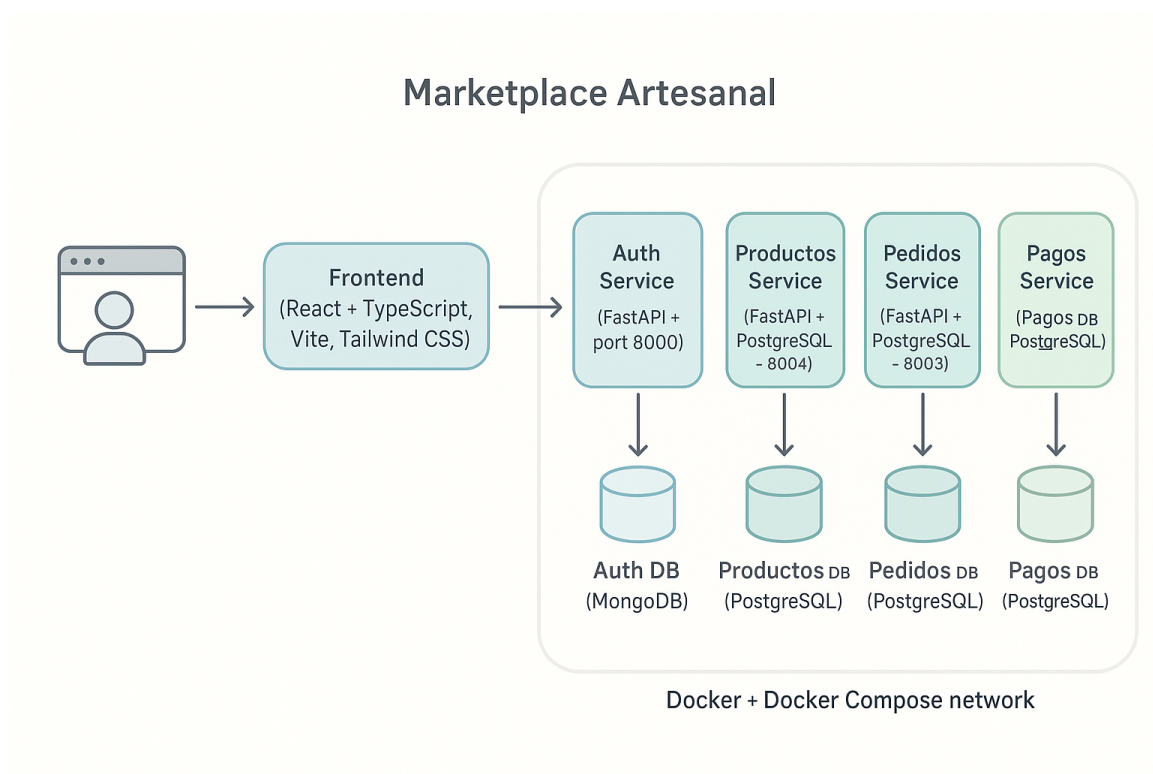 Marketplace Artesanal
Frontend
(React + TypeScript,
Vite, Tailwind CSS)
Auth
Service
(FastAPI +
port 8000)
Productos
Service
(FastAPI +
PostgreSQL
- 8004)
Pedidos
Service
(FastAPI +
PostgreSQL
- 8003)
Pagos
Service
(Pagos DB
PostgreSQL)
Auth DB
(MongoDB)
Productos DB
(PostgreSQL)
Pedidos DB
(PostgreSQL)
Pagos DB
(PostgreSQL)
Docker + Docker Compose network